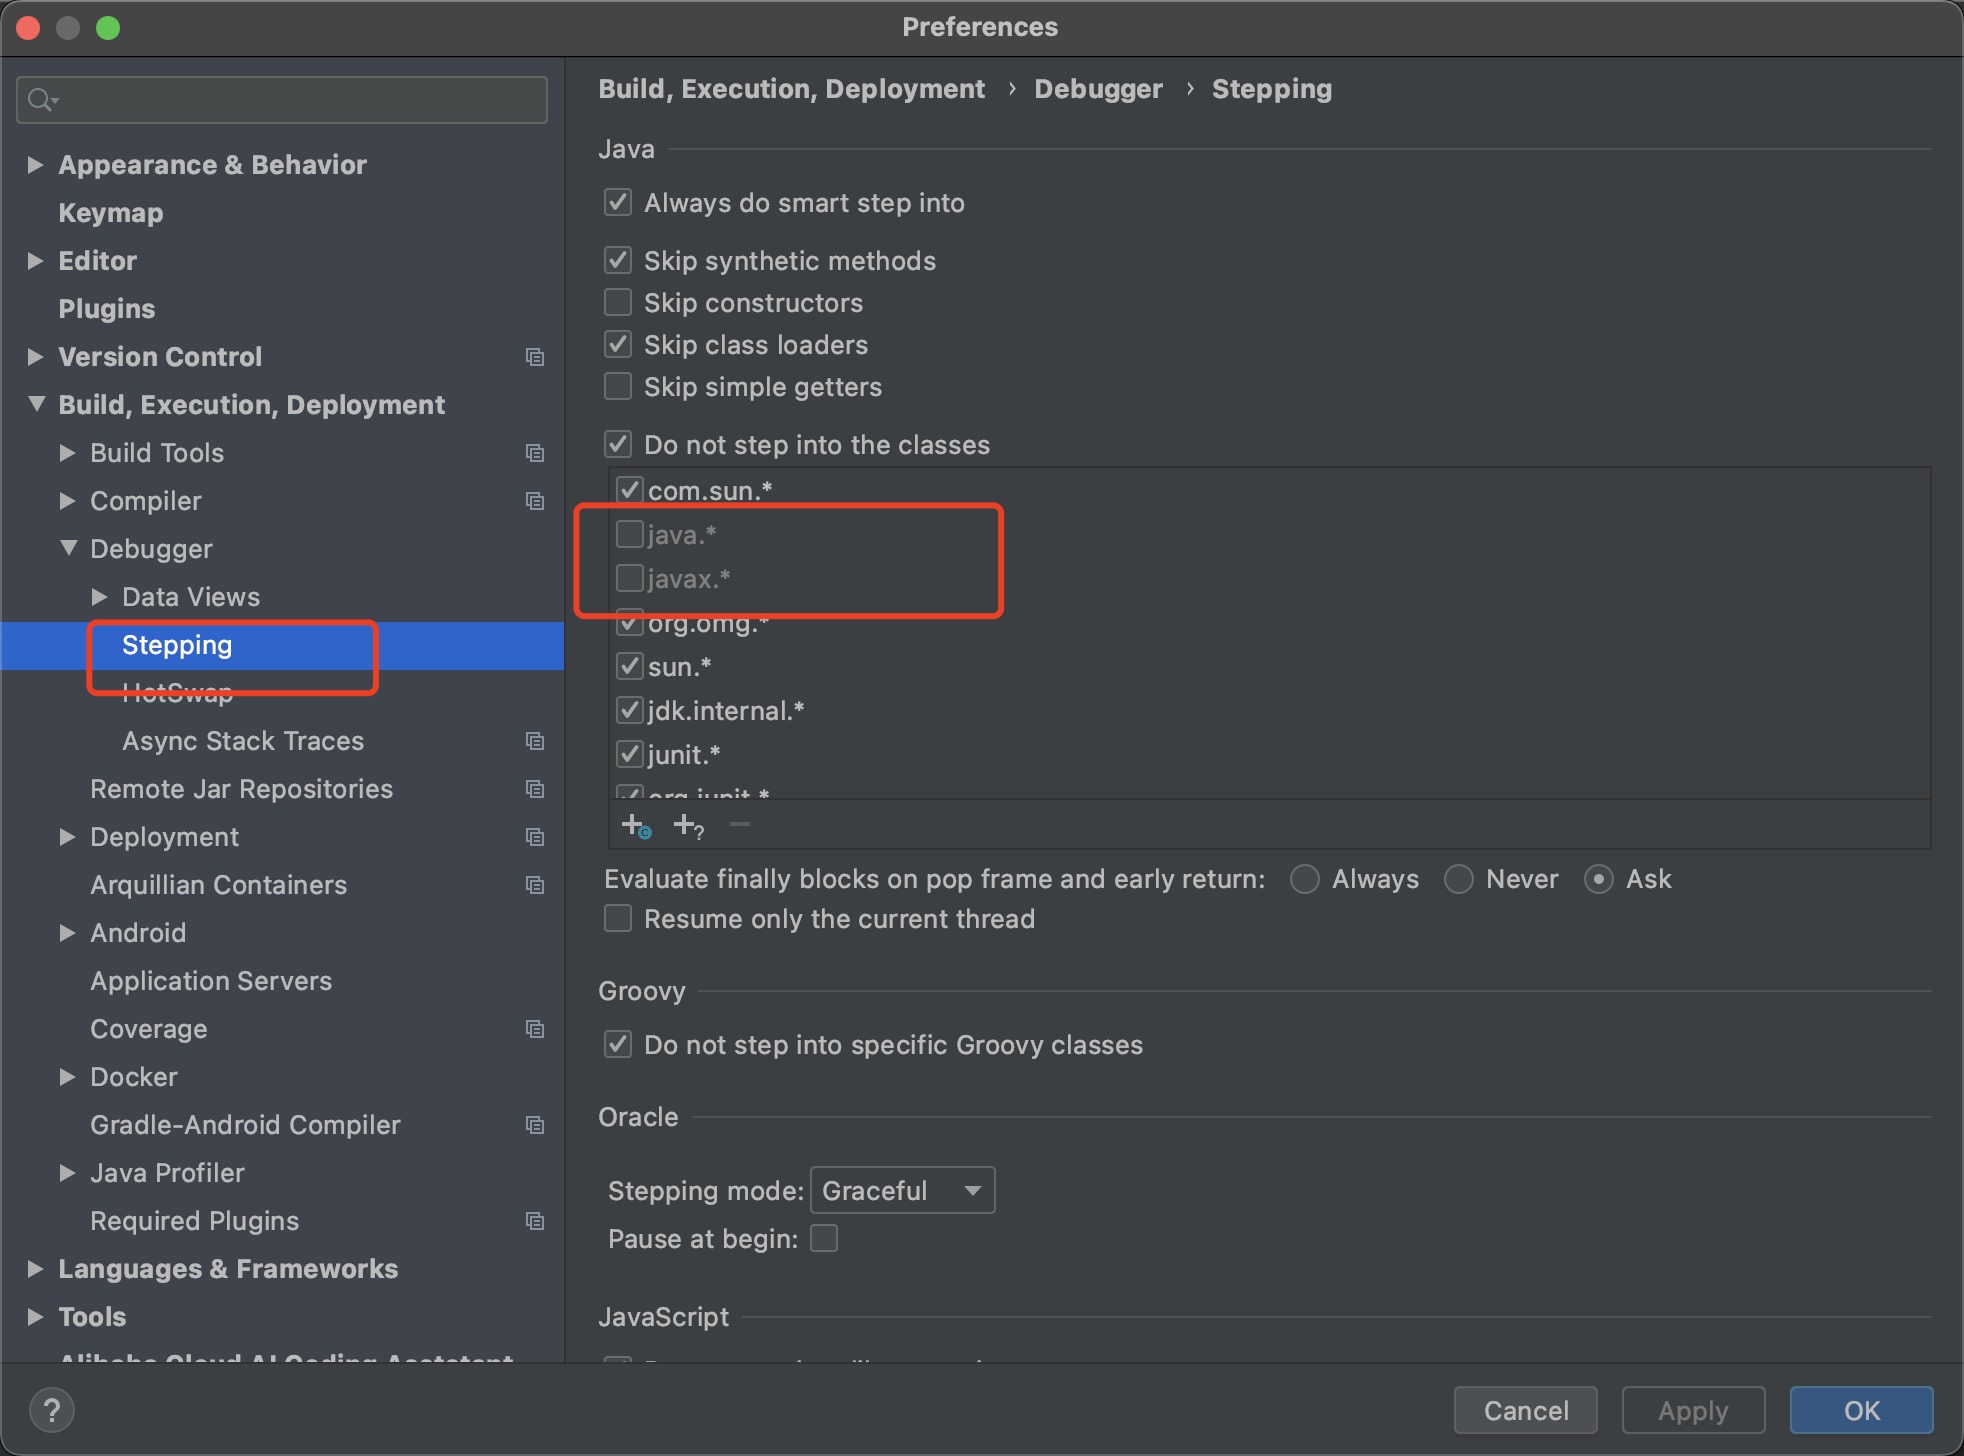 Preferences
Appearance & Behavior
Keymap
Editor
Plugins
Version Control
Build, Execution, Deployment
Build Tools
Compiler
Debugger
Data Views
Stepping
HotSwap
Async Stack Traces
Remote Jar Repositories
Deployment
Arquillian Containers
Android
Application Servers
Coverage
Docker
Gradle-Android Compiler
Java Profiler
Required Plugins
Languages & Frameworks
Tools
Alibaba Cloud AI Coding Assistant
Build, Execution, Deployment › Debugger › Stepping
Java
Always do smart step into
Skip synthetic methods
Skip constructors
Skip class loaders
Skip simple getters
Do not step into the classes
com.sun.*
java.*
javax.*
org.omg.*
sun.*
jdk.internal.*
junit.*
org.junit.*
Evaluate finally blocks on pop frame and early return: Always Never Ask
Resume only the current thread
Groovy
Do not step into specific Groovy classes
Oracle
Stepping mode: Graceful
Pause at begin:
JavaScript
?
Cancel
Apply
OK